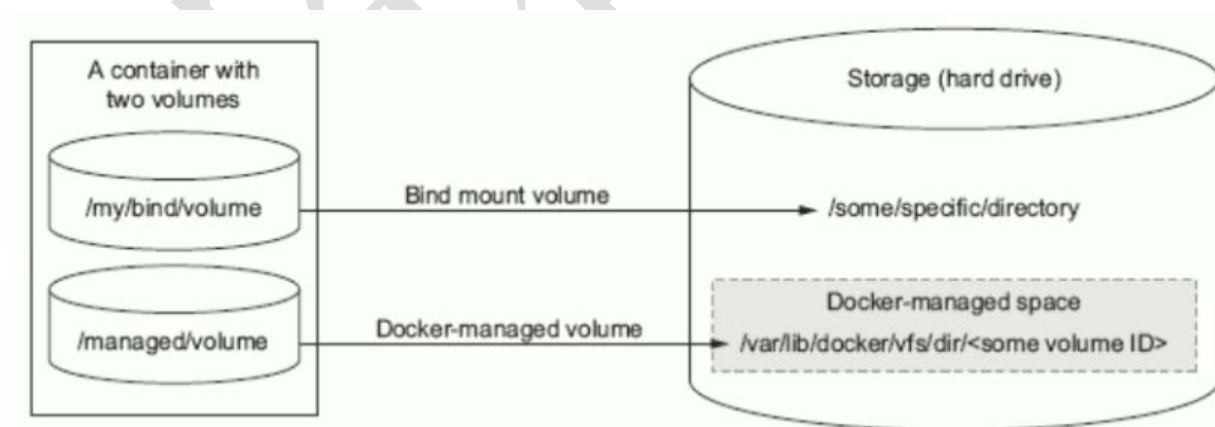 A container with
two volumes
Storage (hard drive)
/my/bind/volume
Bind mount volume
/some/specific/directory
/managed/volume
Docker-managed volume
Docker-managed space
/var/lib/docker/vfs/dir/<some volume ID>